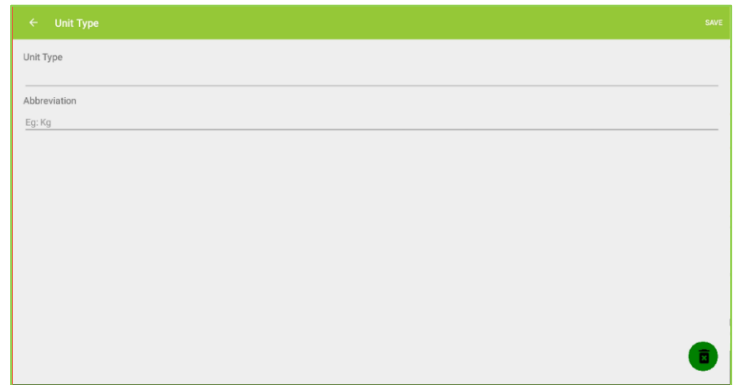 Unit Type
SAVE
Unit Type
Abbreviation
Eg: Kg